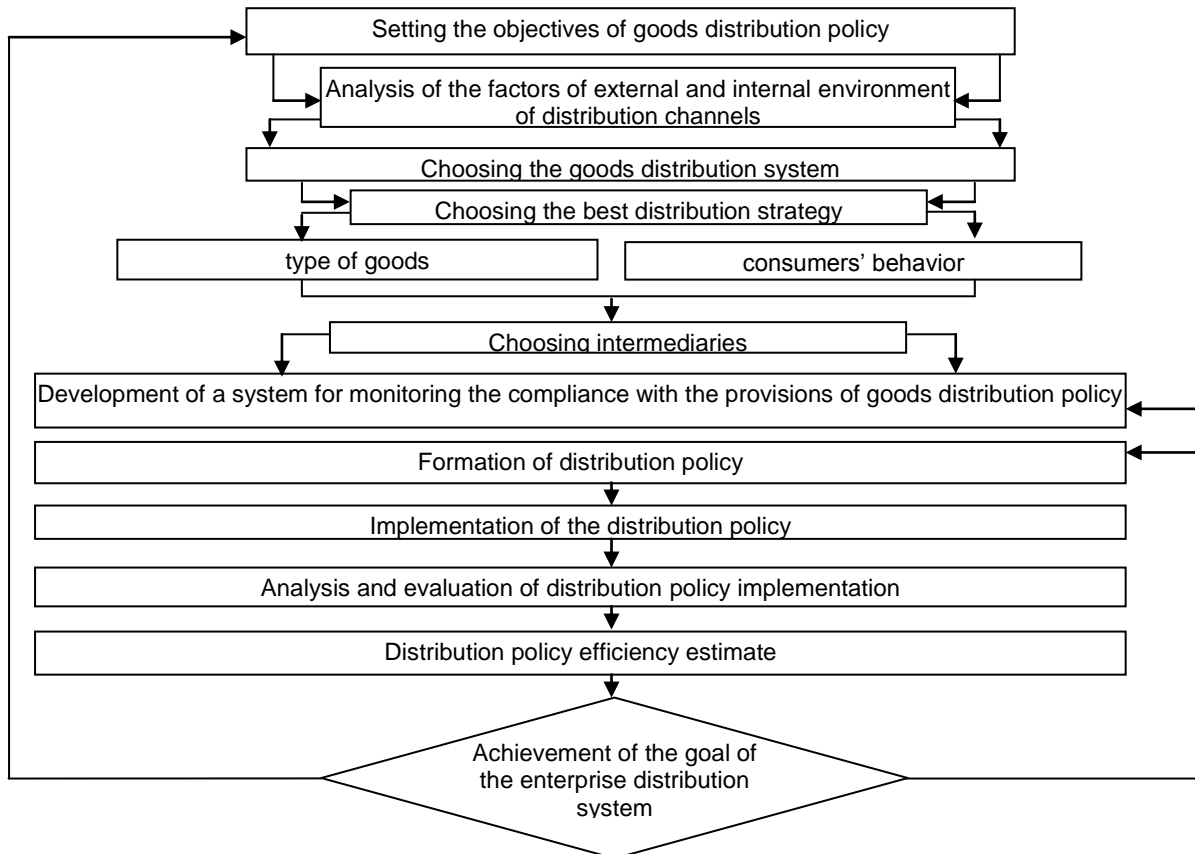 Setting the objectives of goods distribution policy
Analysis of the factors of external and internal environment
of distribution channels
Choosing the goods distribution system
Choosing the best distribution strategy
type of goods
consumers’ behavior
Choosing intermediaries
Development of a system for monitoring the compliance with the provisions of goods distribution policy
Formation of distribution policy
Implementation of the distribution policy
Analysis and evaluation of distribution policy implementation
Distribution policy efficiency estimate
Achievement of the goal of
the enterprise distribution
system